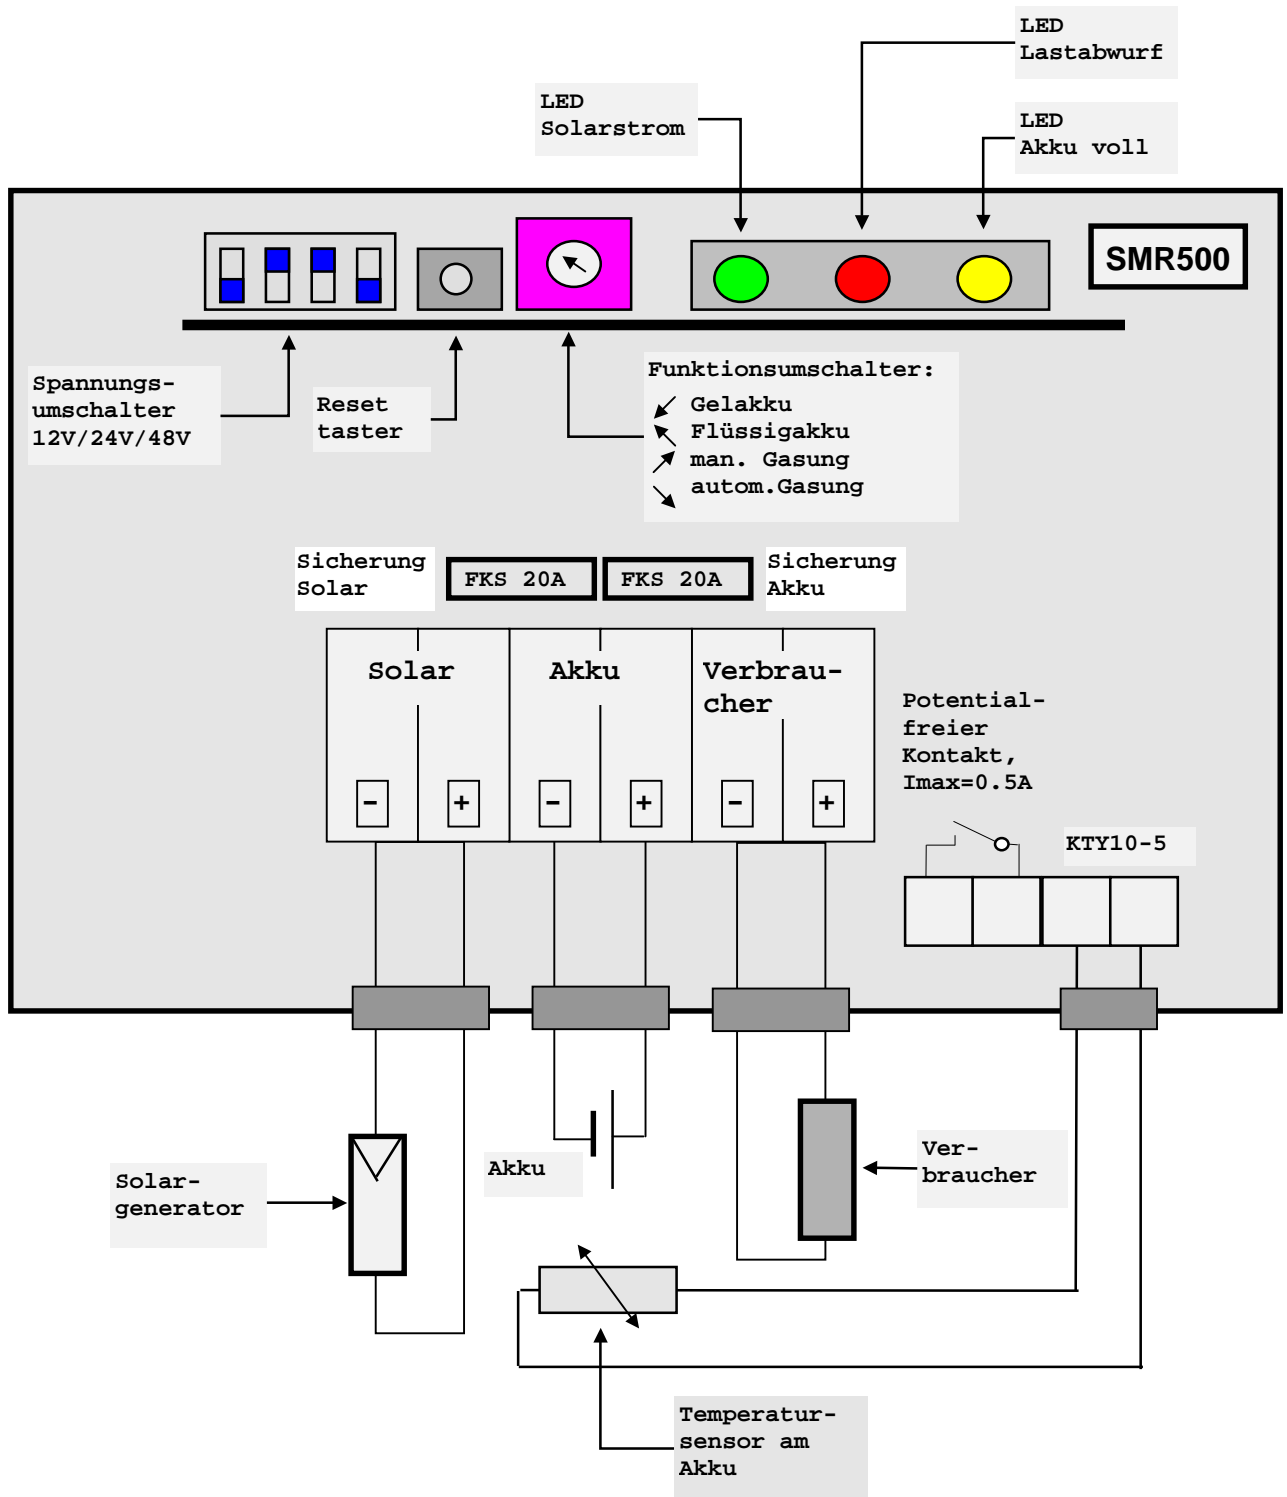 LED
Lastabwurf
LED
Solarstrom
LED
Akku voll
SMR500
Spannungs-
umschalter
12V/24V/48V
Reset
taster
Funktionsumschalter:
Gelakku
Flüssigakku
man. Gasung
autom.Gasung
Sicherung
Solar
FKS 20A
FKS 20A
Sicherung
Akku
Solar
Akku
Verbrau-
cher
- + - + - +
Potential-
freier
Kontakt,
Imax=0.5A
KTY10-5
Solar-
generator
Akku
Ver-
braucher
Temperatur-
sensor am
Akku